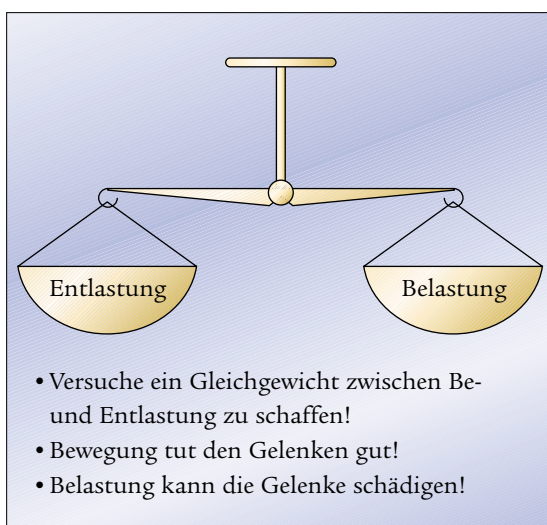 Entlastung
Belastung
• Versuche ein Gleichgewicht zwischen Be-
und Entlastung zu schaffen!
• Bewegung tut den Gelenken gut!
• Belastung kann die Gelenke schädigen!